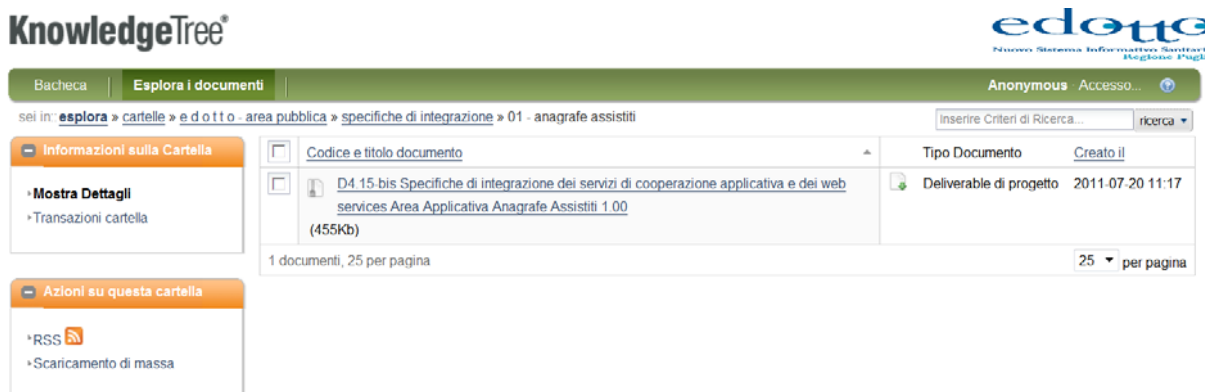 KnowledgeTree®
edotto
Nuovo Sistema Informativo Sanitar
Regione Pugli
Bacheca
Esplora i documenti
Anonymous · Accesso...
sei in: esplora » cartelle » e d o t t o - area pubblica » specifiche di integrazione » 01 - anagrafe assistiti
Inserire Criteri di Ricerca...
ricerca
Informazioni sulla Cartella
Mostra Dettagli
Transazioni cartella
Codice e titolo documento
Tipo Documento
Creato il
D4.15-bis Specifiche di integrazione dei servizi di cooperazione applicativa e dei web
services Area Applicativa Anagrafe Assistiti 1.00
(455Kb)
Deliverable di progetto
2011-07-20 11:17
1 documenti, 25 per pagina
25 per pagina
Azioni su questa cartella
RSS
Scaricamento di massa